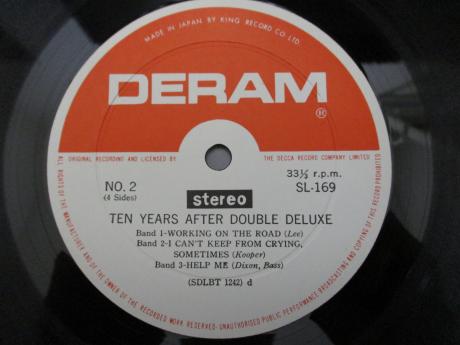 MADE IN JAPAN BY KING RECORD CO LTD.
DERAM
®
ORIGINAL RECORDING AND LICENSED BY THE DECCA RECORD COMPANY LIMITED
NO. 2 33⅓ r.p.m.
(4 Sides) stereo SL-169
TEN YEARS AFTER DOUBLE DELUXE
Band 1-WORKING ON THE ROAD (Lee)
Band 2-I CAN'T KEEP FROM CRYING,
SOMETIMES (Kooper)
Band 3-HELP ME (Dixon, Bass)
(SDLBT 1242) d
ALL RIGHTS OF THE MANUFACTURER AND OF THE OWNER OF THE RECORDED WORK RESERVED-UNAUTHORISED PUBLIC PERFORMANCE BROADCASTING AND COPYING OF THIS RECORD PROHIBITED